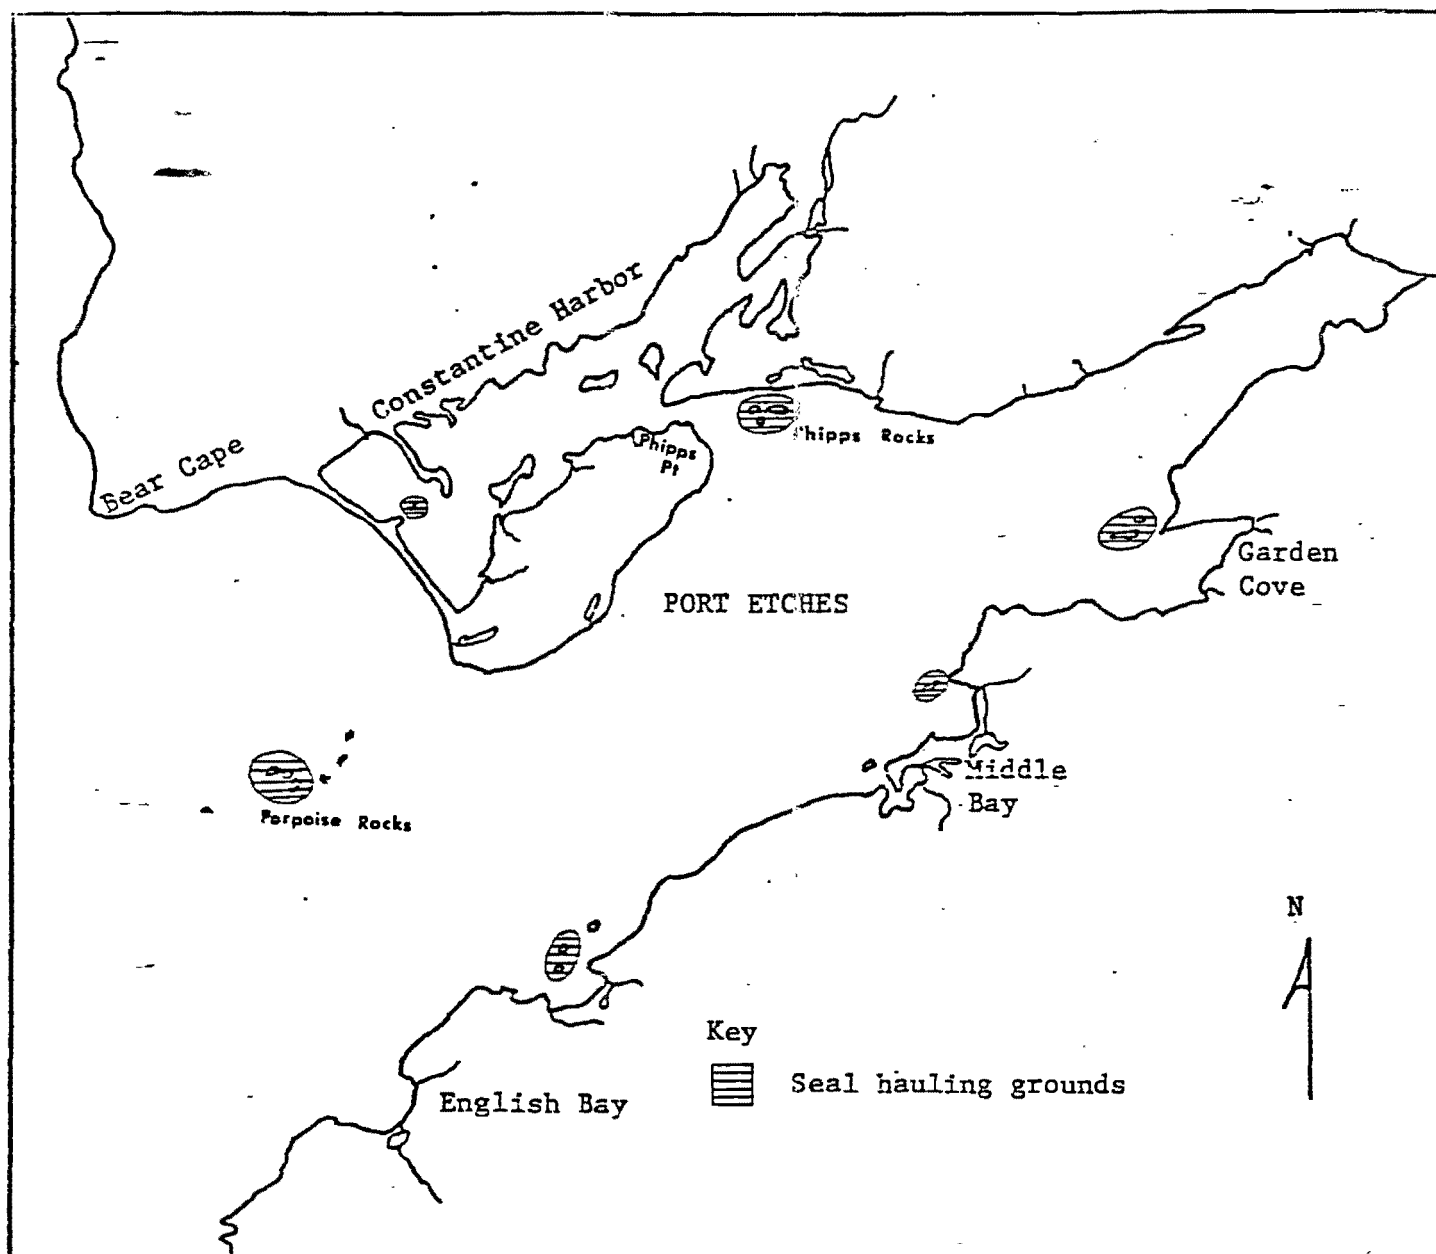 Constantine Harbor
Bear Cape
Phipps
Pt
Phipps Rocks
Garden
Cove
PORT ETCHES
Middle
Bay
Porpoise Rocks
N
Key
Seal hauling grounds
English Bay